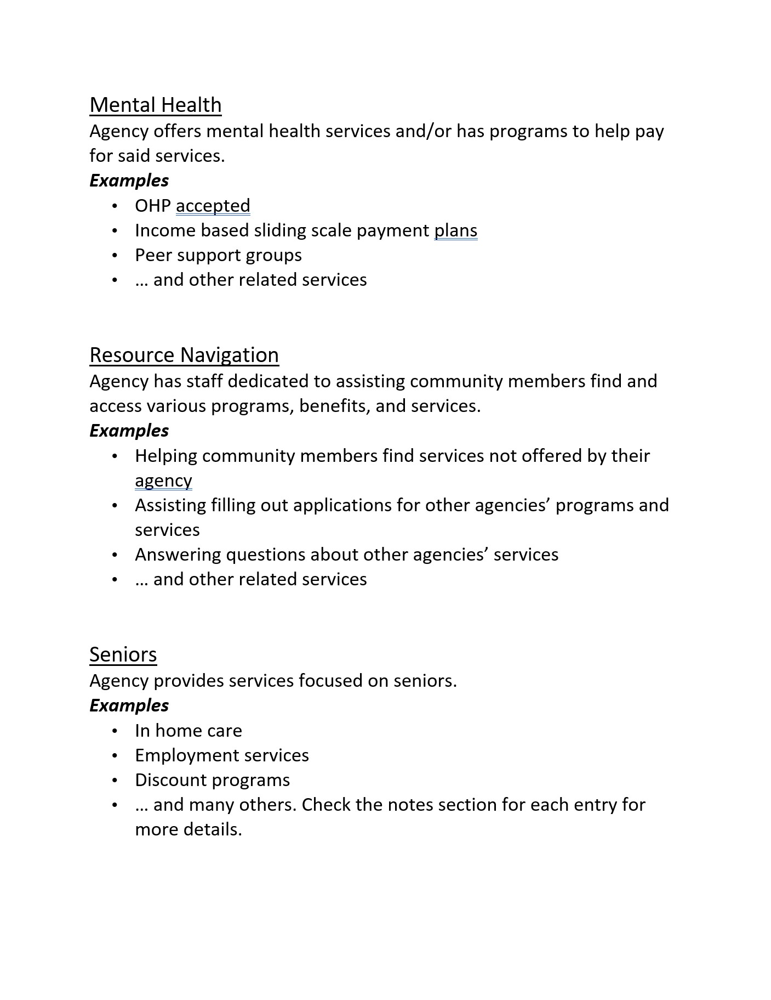 Mental Health
Agency offers mental health services and/or has programs to help pay
for said services.
Examples
• OHP accepted
• Income based sliding scale payment plans
• Peer support groups
• … and other related services
Resource Navigation
Agency has staff dedicated to assisting community members find and
access various programs, benefits, and services.
Examples
• Helping community members find services not offered by their
agency
• Assisting filling out applications for other agencies’ programs and
services
• Answering questions about other agencies’ services
• … and other related services
Seniors
Agency provides services focused on seniors.
Examples
• In home care
• Employment services
• Discount programs
• … and many others. Check the notes section for each entry for
more details.